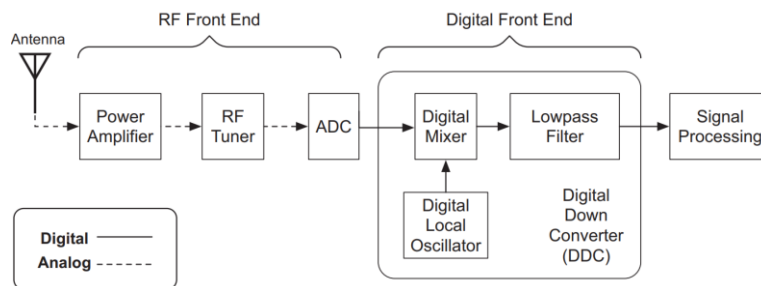 RF Front End
Digital Front End
Antenna
Power
Amplifier
RF
Tuner
ADC
Digital
Mixer
Lowpass
Filter
Signal
Processing
Digital
Local
Oscillator
Digital
Down
Converter
(DDC)
Digital
Analog